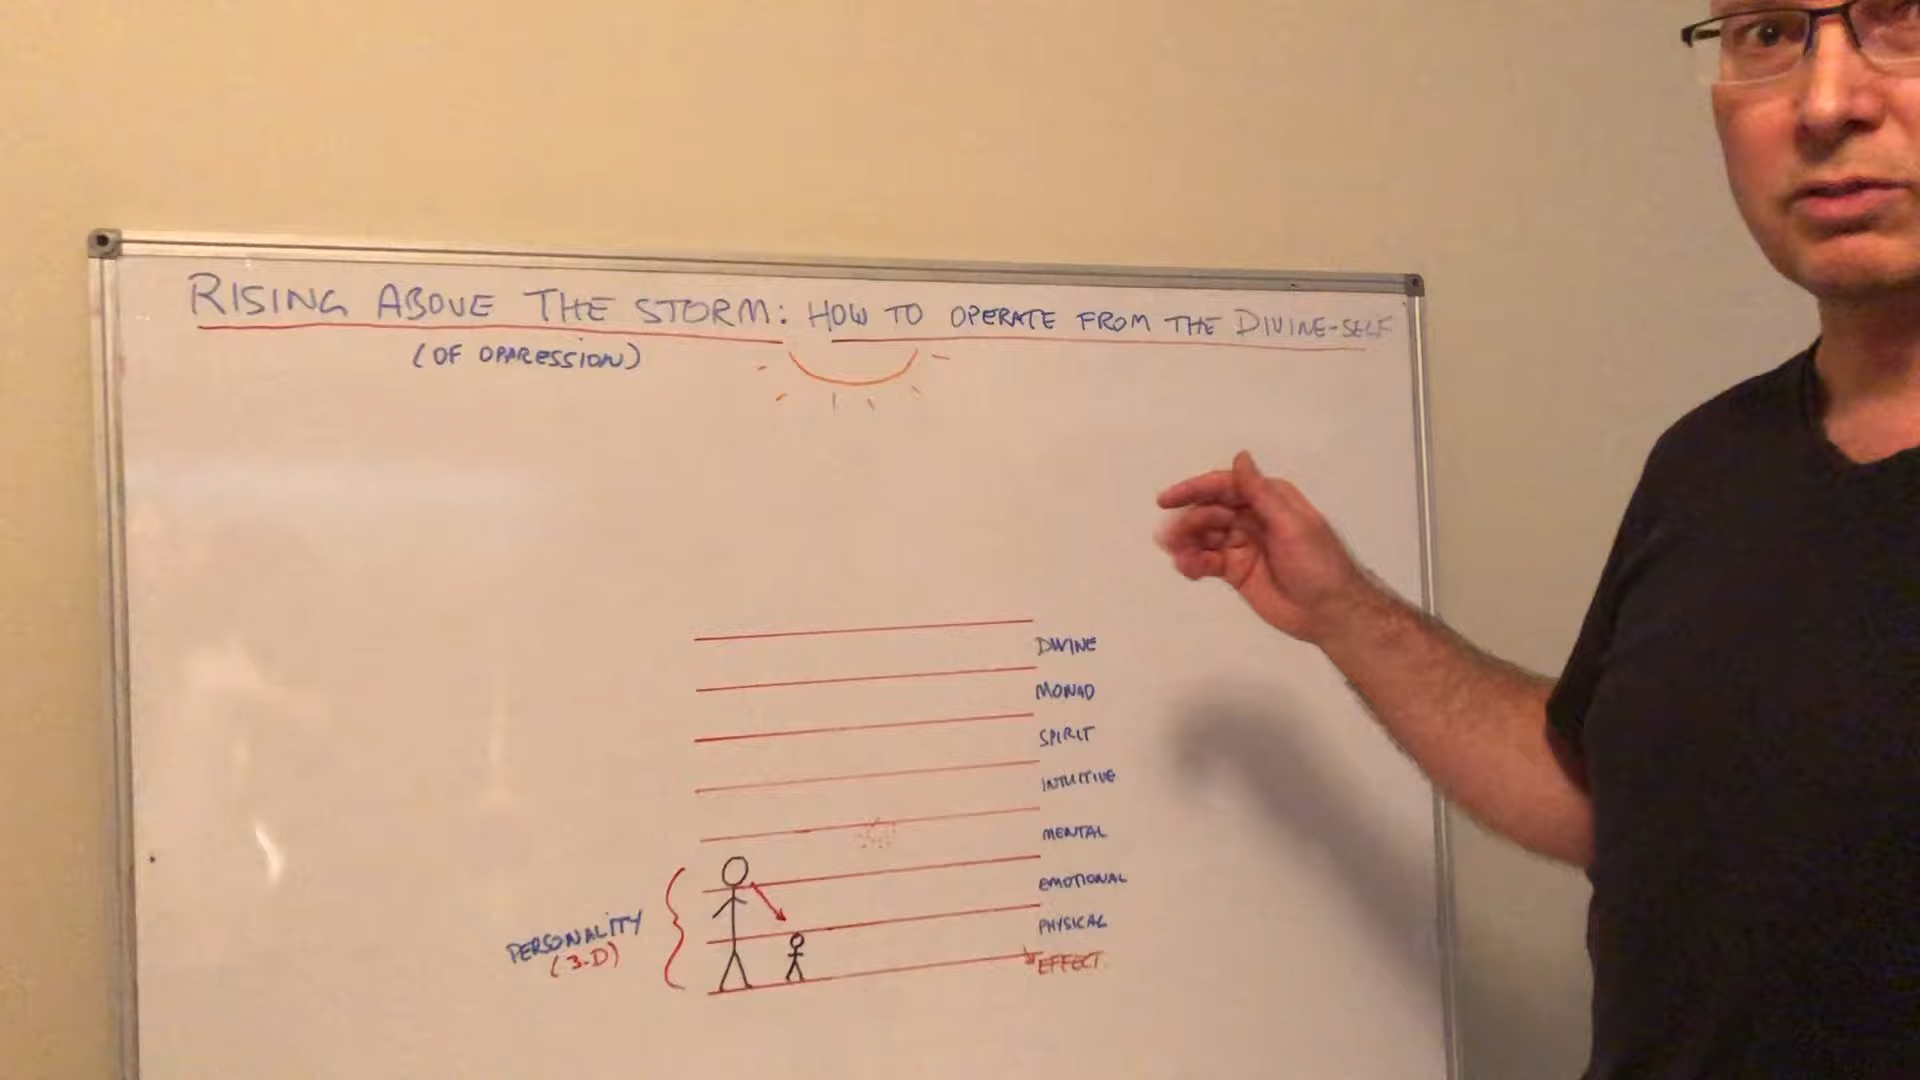 RISING ABOVE THE STORM: HOW TO OPERATE FROM THE DIVINE-SELF
(OF OPPRESSION)
DIVINE
MONAD
SPIRIT
INTUITIVE
MENTAL
EMOTIONAL
PHYSICAL
PERSONALITY
(3-D)
EFFECT